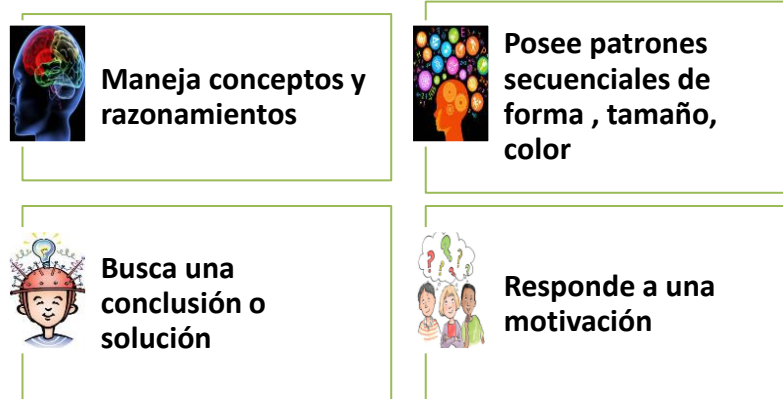 Maneja conceptos y
razonamientos
Posee patrones
secuenciales de
forma , tamaño,
color
Busca una
conclusión o
solución
Responde a una
motivación